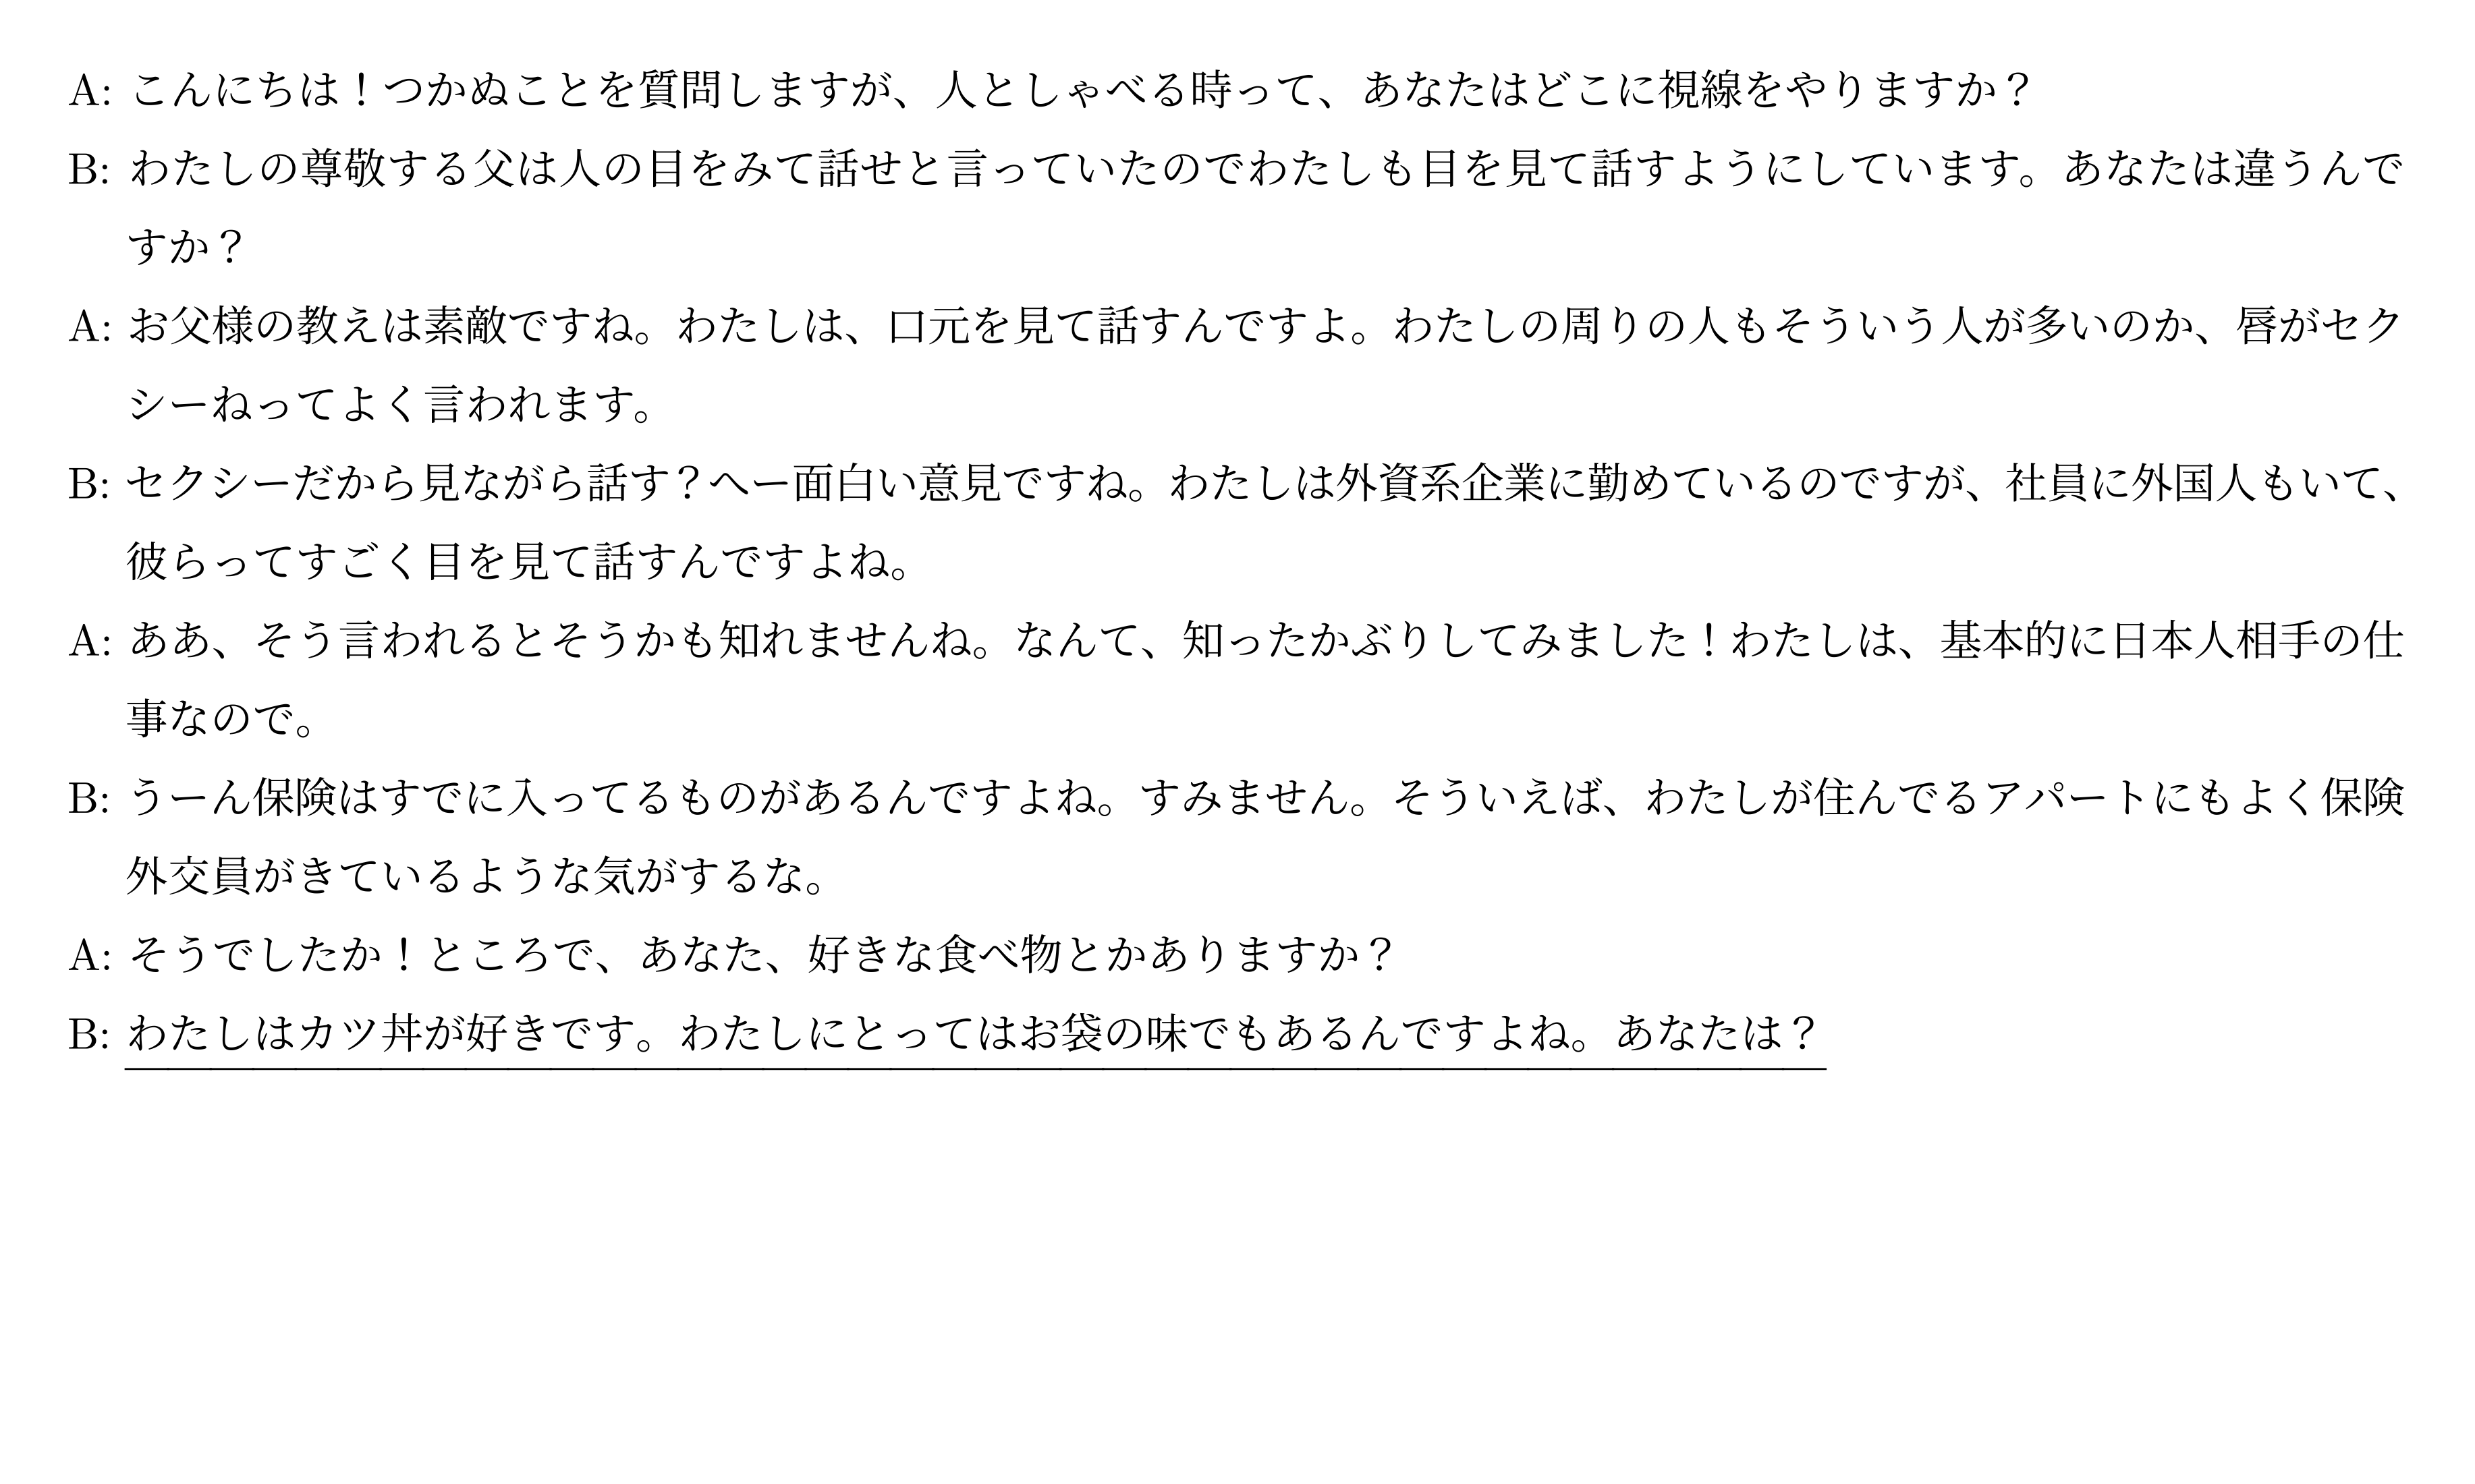 A: こんにちは！つかぬことを質問しますが、人としゃべる時って、あなたはどこに視線をやりますか？
B: わたしの尊敬する父は人の目をみて話せと言っていたのでわたしも目を見て話すようにしています。あなたは違うんで
すか？
A: お父様の教えは素敵ですね。わたしは、口元を見て話すんですよ。わたしの周りの人もそういう人が多いのか、唇がセク
シーねってよく言われます。
B: セクシーだから見ながら話す？へー面白い意見ですね。わたしは外資系企業に勤めているのですが、社員に外国人もいて、
彼らってすごく目を見て話すんですよね。
A: ああ、そう言われるとそうかも知れませんね。なんて、知ったかぶりしてみました！わたしは、基本的に日本人相手の仕
事なので。
B: うーん保険はすでに入ってるものがあるんですよね。すみません。そういえば、わたしが住んでるアパートにもよく保険
外交員がきているような気がするな。
A: そうでしたか！ところで、あなた、好きな食べ物とかありますか？
B: わたしはカツ丼が好きです。わたしにとってはお袋の味でもあるんですよね。あなたは？